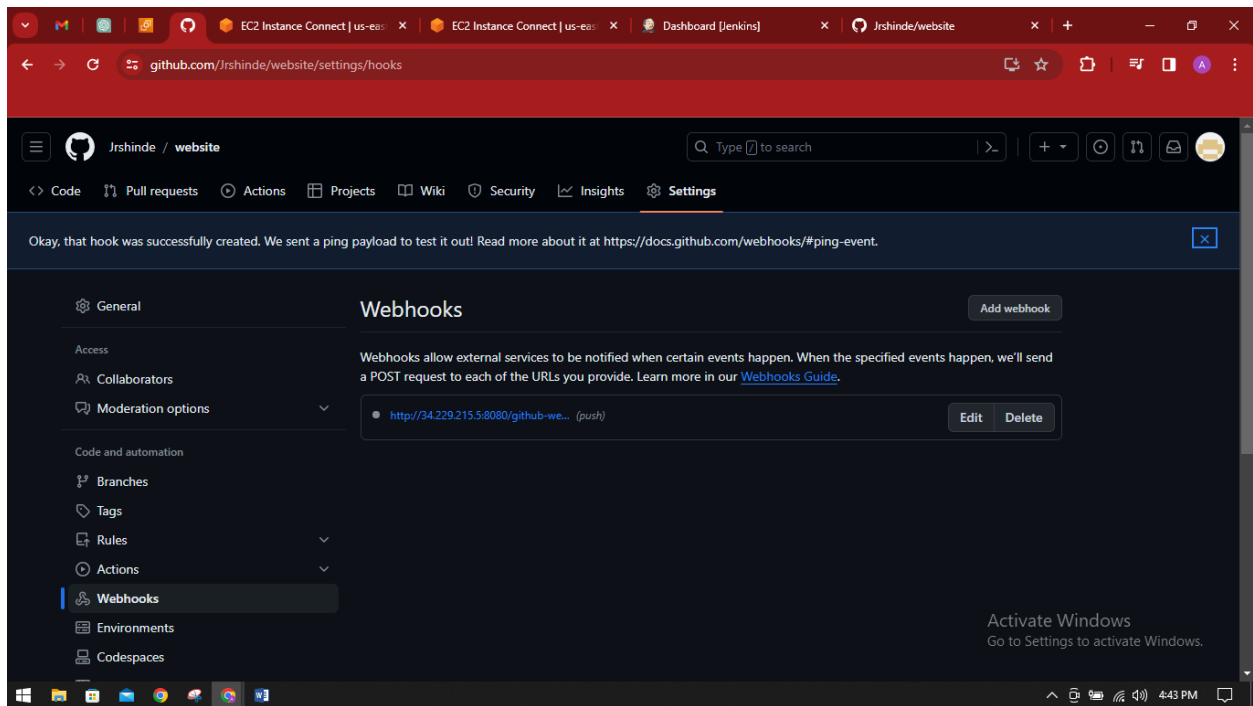 EC2 Instance Connect | us-eas
EC2 Instance Connect | us-eas
Dashboard [Jenkins]
Jrshinde/website
github.com/Jrshinde/website/settings/hooks
A
Jrshinde / website
Type / to search
Code
Pull requests
Actions
Projects
Wiki
Security
Insights
Settings
Okay, that hook was successfully created. We sent a ping payload to test it out! Read more about it at https://docs.github.com/webhooks/#ping-event.
General
Access
Collaborators
Moderation options
Code and automation
Branches
Tags
Rules
Actions
Webhooks
Environments
Codespaces
Webhooks
Add webhook
Webhooks allow external services to be notified when certain events happen. When the specified events happen, we'll send
a POST request to each of the URLs you provide. Learn more in our Webhooks Guide.
http://34.229.215.5:8080/github-we... (push)
Edit
Delete
Activate Windows
Go to Settings to activate Windows.
4:43 PM